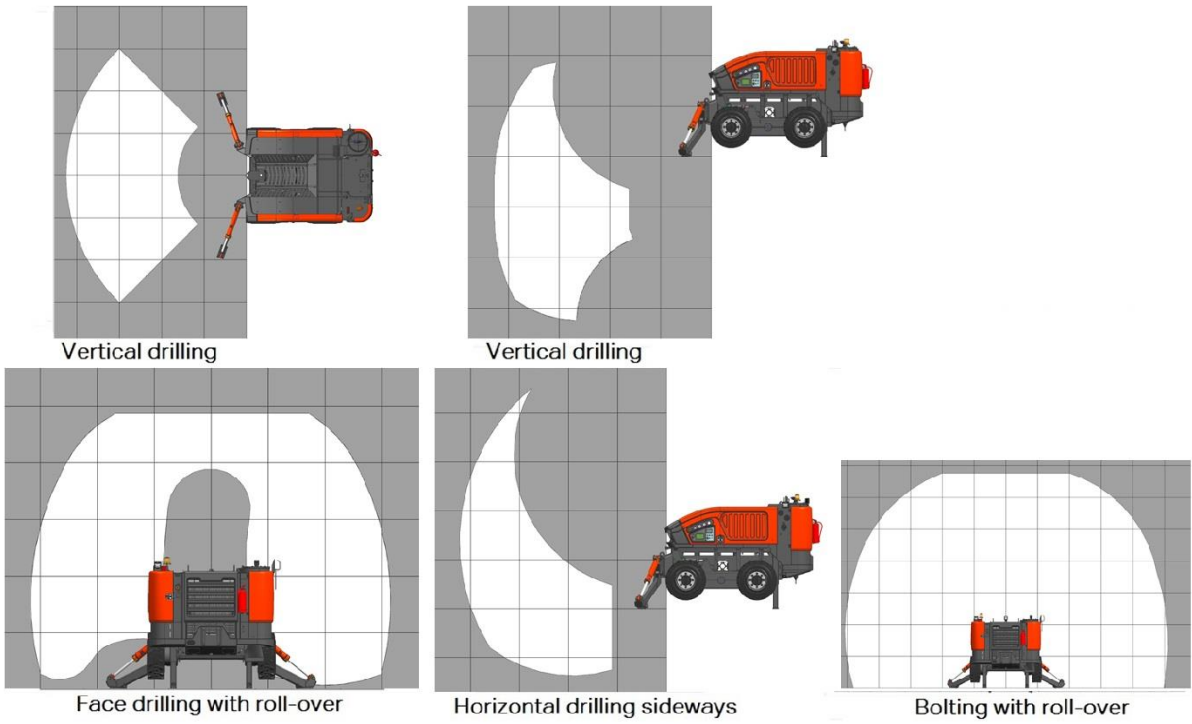 Vertical drilling
Vertical drilling
Face drilling with roll-over
Horizontal drilling sideways
Bolting with roll-over